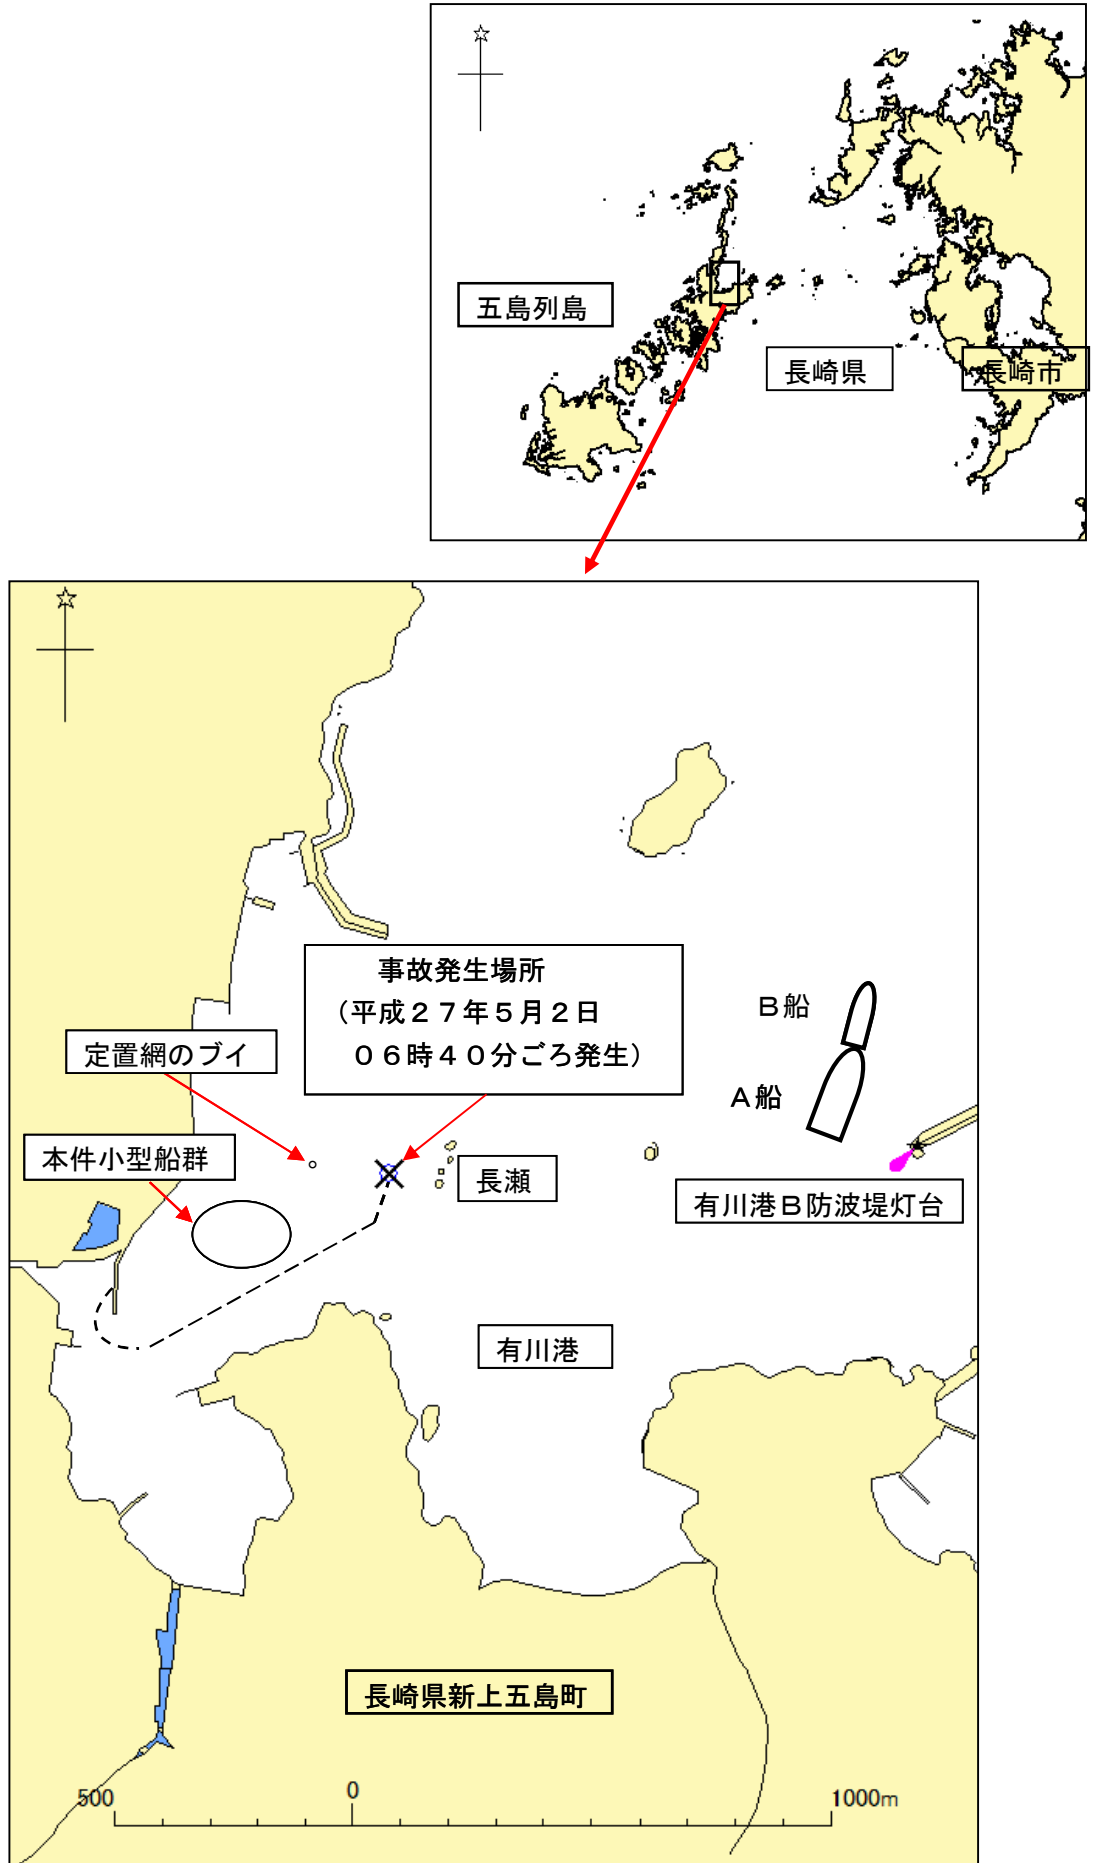 五島列島
長崎県
長崎市
事故発生場所
(平成27年5月2日
06時40分ごろ発生)
B船
定置網のブイ
A船
本件小型船群
長瀬
有川港B防波堤灯台
有川港
長崎県新上五島町
500
0
1000m